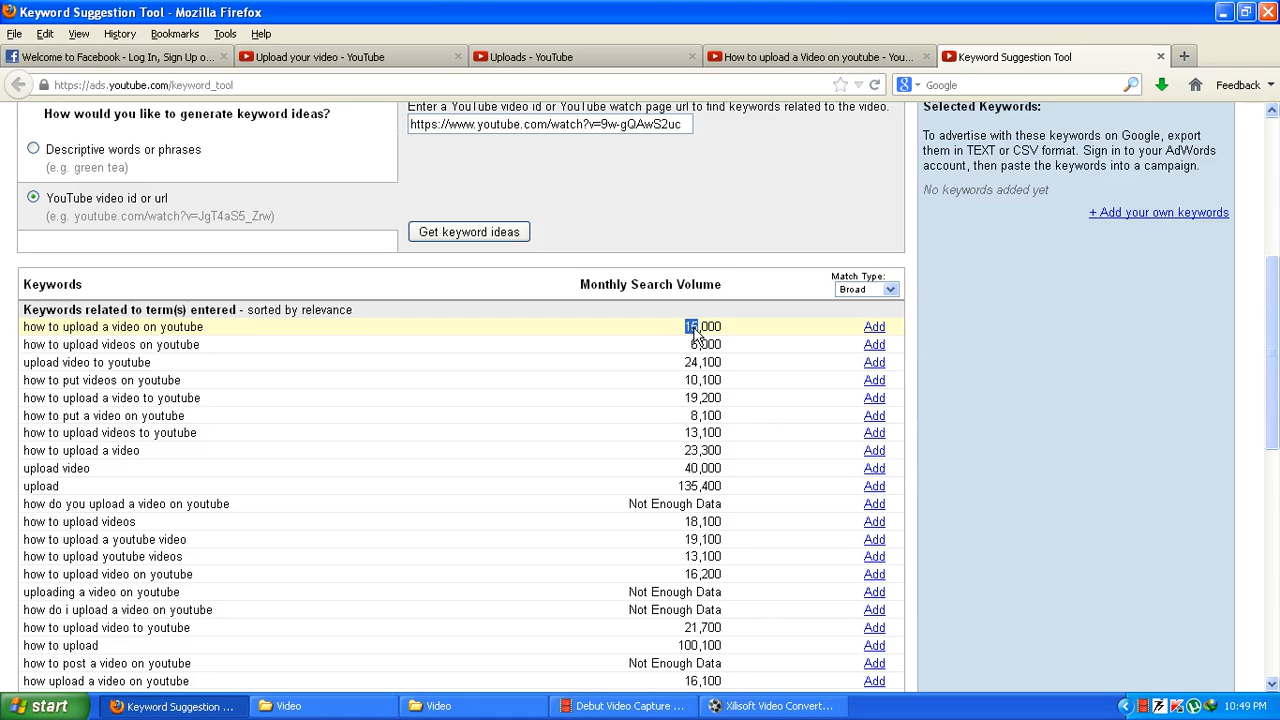 Keyword Suggestion Tool - Mozilla Firefox
File Edit View History Bookmarks Tools Help
Welcome to Facebook - Log In, Sign Up o... Upload your video - YouTube Uploads - YouTube How to upload a Video on youtube - You... Keyword Suggestion Tool
https://ads.youtube.com/keyword_tool Google Feedback
How would you like to generate keyword ideas?
Descriptive words or phrases
(e.g. green tea)
YouTube video id or url
(e.g. youtube.com/watch?v=JgT4aS5_Zrw)
Enter a YouTube video id or YouTube watch page url to find keywords related to the video.
https://www.youtube.com/watch?v=9w-gQAwS2uc
Get keyword ideas
Selected Keywords:
To advertise with these keywords on Google, export
them in TEXT or CSV format. Sign in to your AdWords
account, then paste the keywords into a campaign.
No keywords added yet
+ Add your own keywords
Keywords Monthly Search Volume Match Type:
Broad
Keywords related to term(s) entered - sorted by relevance
how to upload a video on youtube 15,000 Add
how to upload videos on youtube 6,000 Add
upload video to youtube 24,100 Add
how to put videos on youtube 10,100 Add
how to upload a video to youtube 19,200 Add
how to put a video on youtube 8,100 Add
how to upload videos to youtube 13,100 Add
how to upload a video 23,300 Add
upload video 40,000 Add
upload 135,400 Add
how do you upload a video on youtube Not Enough Data Add
how to upload videos 18,100 Add
how to upload a youtube video 19,100 Add
how to upload youtube videos 13,100 Add
how to upload video on youtube 16,200 Add
uploading a video on youtube Not Enough Data Add
how do i upload a video on youtube Not Enough Data Add
how to upload video to youtube 21,700 Add
how to upload 100,100 Add
how to post a video on youtube Not Enough Data Add
how upload a video on youtube 16,100 Add
start Keyword Suggestion ... Video Video Debut Video Capture ... Xilisoft Video Convert... 10:49 PM